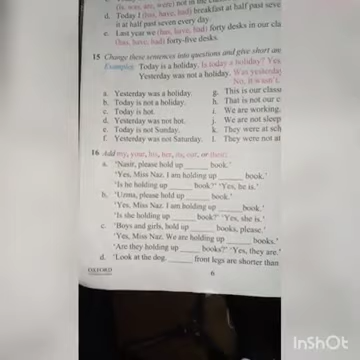 (is, was, are, were) not in the
d. Today I (has, have, had) breakfast at half past seve
it at half past seven every day.
e. Last year we (has, have, had) forty desks in our cla
(has, have, had) forty-five desks.
15 Change these sentences into questions and give short an
Examples: Today is a holiday. Is today a holiday? Yes,
Yesterday was not a holiday. Was yesterday
No, it wasn't.
a. Yesterday was a holiday. g. This is our class
b. Today is not a holiday. h. That is not our c
c. Today is hot. i. We are working.
d. Yesterday was not hot. j. We are not sleep
e. Today is not Sunday. k. They were at sch
f. Yesterday was not Saturday. l. They were not at
16 Add my, your, his, her, its, our, or their:
a. 'Nasir, please hold up ______ book.'
'Yes, Miss Naz. I am holding up ______ book.'
'Is he holding up ______ book?' 'Yes, he is.'
b. 'Uzma, please hold up ______ book.'
'Yes, Miss Naz. I am holding up ______ book.'
'Is she holding up ______ book?' 'Yes, she is.'
c. 'Boys and girls, hold up ______ books, please.'
'Yes, Miss Naz. We are holding up ______ books.'
'Are they holding up ______ books?' 'Yes, they are.'
d. 'Look at the dog. ______ front legs are shorter than
OXFORD
6
InShOt